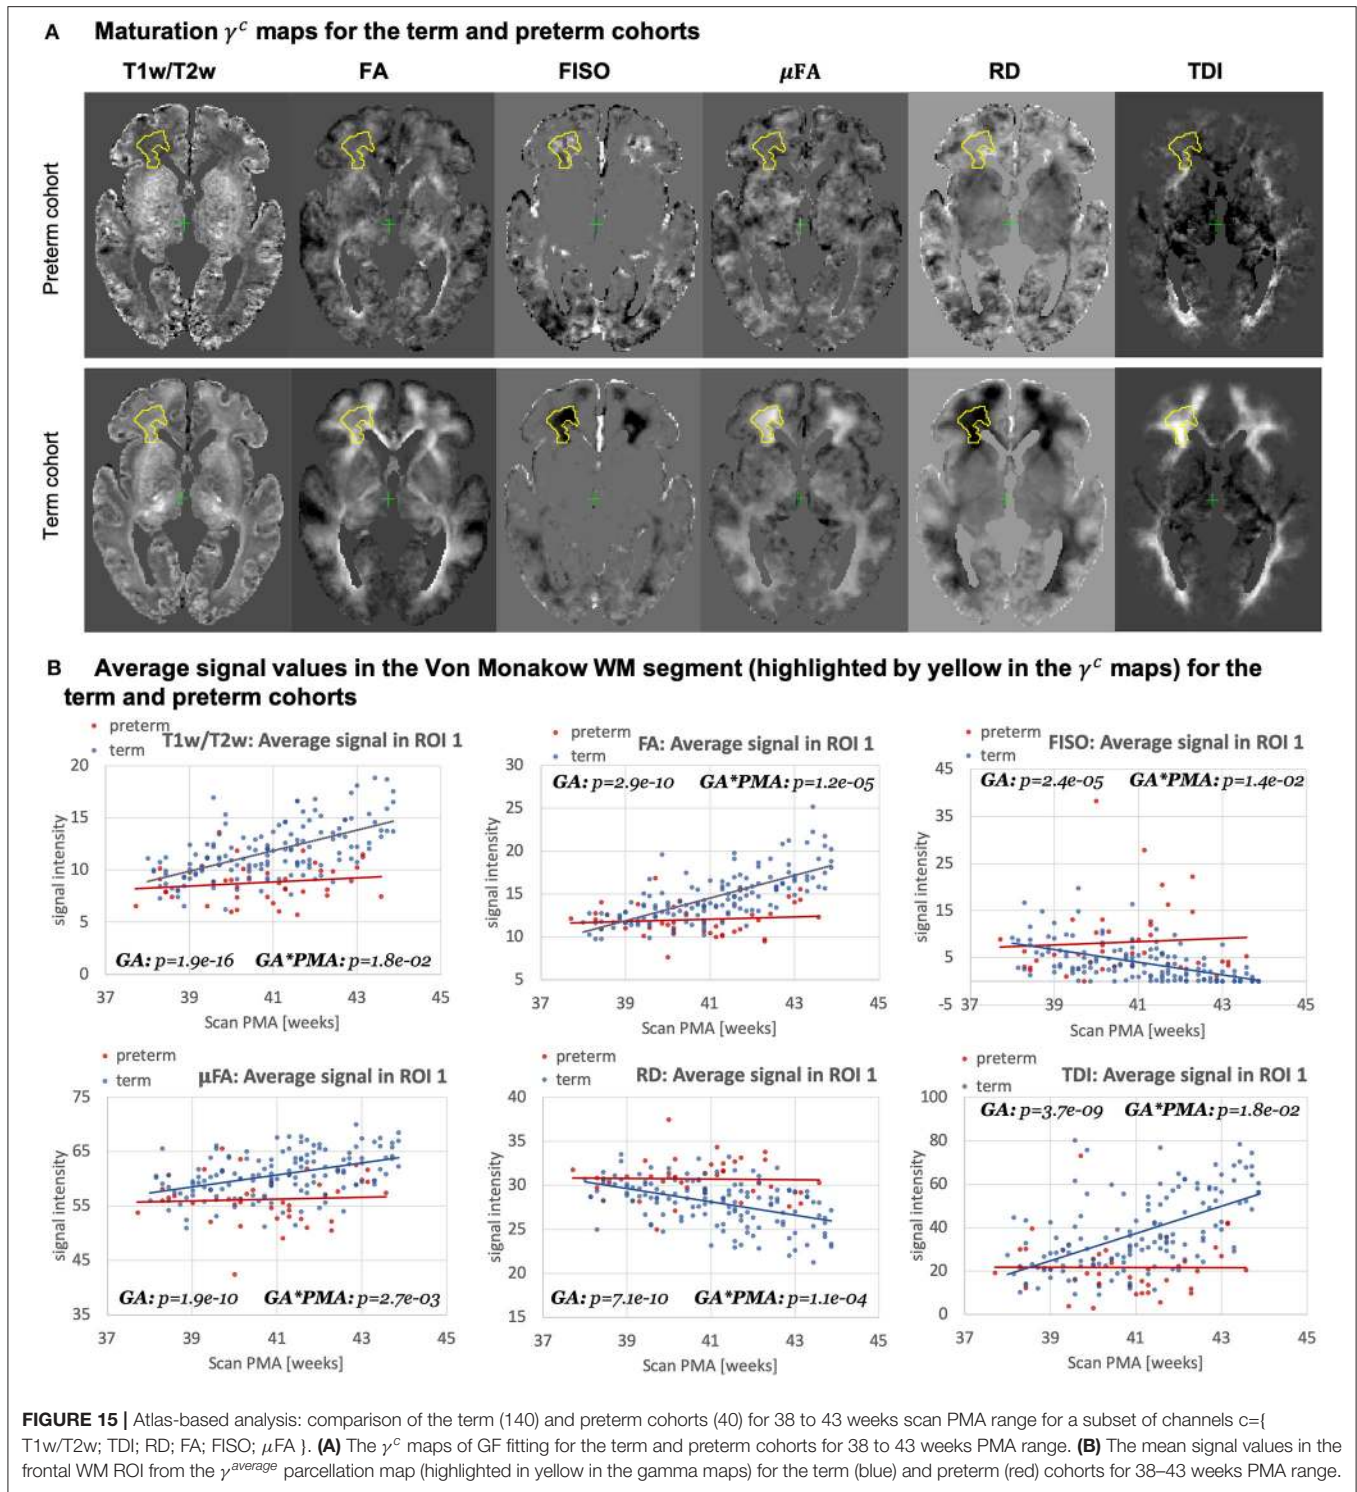 A Maturation γᶜ maps for the term and preterm cohorts
T1w/T2w FA FISO μFA RD TDI
Preterm cohort
Term cohort
B Average signal values in the Von Monakow WM segment (highlighted by yellow in the γᶜ maps) for the
term and preterm cohorts
preterm
term
T1w/T2w: Average signal in ROI 1
20
15
10
5
0
signal intensity
GA: p=1.9e-16 GA*PMA: p=1.8e-02
37 39 41 43 45
Scan PMA [weeks]
preterm
term
FA: Average signal in ROI 1
GA: p=2.9e-10 GA*PMA: p=1.2e-05
30
25
20
15
10
5
signal intensity
37 39 41 43 45
Scan PMA [weeks]
preterm
term
FISO: Average signal in ROI 1
GA: p=2.4e-05 GA*PMA: p=1.4e-02
45
35
25
15
5
-5
signal intensity
37 39 41 43 45
Scan PMA [weeks]
preterm
term
μFA: Average signal in ROI 1
75
65
55
45
35
signal intensity
GA: p=1.9e-10 GA*PMA: p=2.7e-03
37 39 41 43 45
Scan PMA [weeks]
preterm
term
RD: Average signal in ROI 1
40
35
30
25
30
15
signal intensity
GA: p=7.1e-10 GA*PMA: p=1.1e-04
37 39 41 43 45
Scan PMA [weeks]
preterm
term
TDI: Average signal in ROI 1
GA: p=3.7e-09 GA*PMA: p=1.8e-02
100
80
60
40
20
0
signal intensity
37 39 41 43 45
Scan PMA [weeks]
FIGURE 15 | Atlas-based analysis: comparison of the term (140) and preterm cohorts (40) for 38 to 43 weeks scan PMA range for a subset of channels c={
T1w/T2w; TDI; RD; FA; FISO; μFA }. (A) The γᶜ maps of GF fitting for the term and preterm cohorts for 38 to 43 weeks PMA range. (B) The mean signal values in the
frontal WM ROI from the γᵃᵛᵉʳᵃᵍᵉ parcellation map (highlighted in yellow in the gamma maps) for the term (blue) and preterm (red) cohorts for 38–43 weeks PMA range.